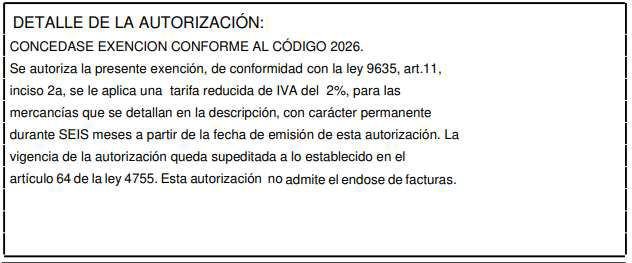 DETALLE DE LA AUTORIZACIÓN:
CONCEDASE EXENCION CONFORME AL CÓDIGO 2026.
Se autoriza la presente exención, de conformidad con la ley 9635, art.11,
inciso 2a, se le aplica una tarifa reducida de IVA del 2%, para las
mercancías que se detallan en la descripción, con carácter permanente
durante SEIS meses a partir de la fecha de emisión de esta autorización. La
vigencia de la autorización queda supeditada a lo establecido en el
artículo 64 de la ley 4755. Esta autorización no admite el endose de facturas.